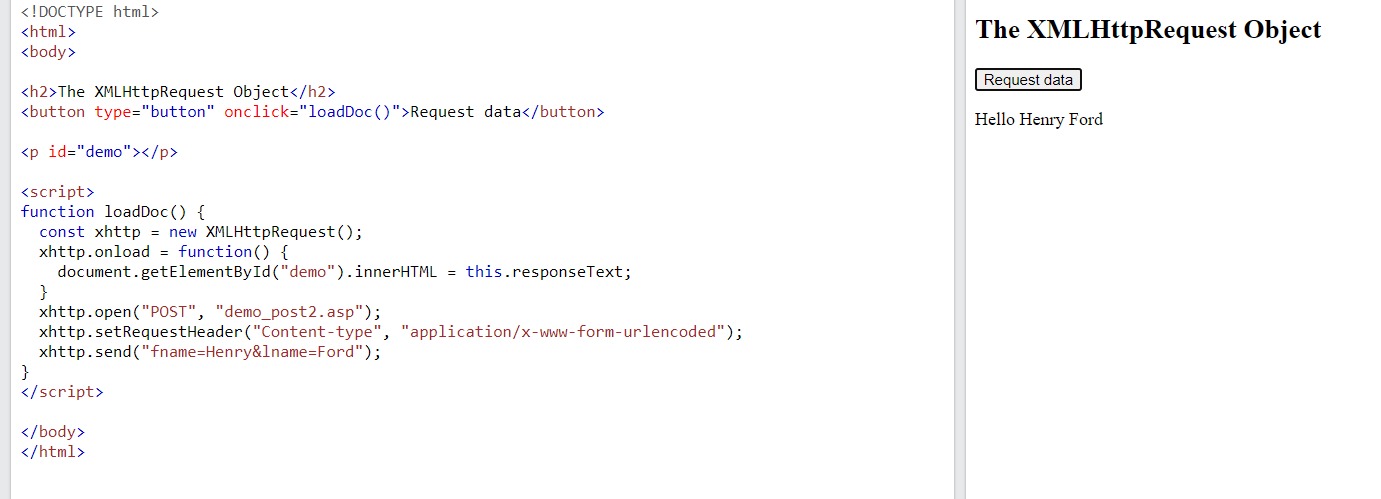 <!DOCTYPE html>
<html>
<body>
<h2>The XMLHttpRequest Object</h2>
<button type="button" onclick="loadDoc()">Request data</button>
<p id="demo"></p>
<script>
function loadDoc() {
  const xhttp = new XMLHttpRequest();
  xhttp.onload = function() {
    document.getElementById("demo").innerHTML = this.responseText;
  }
  xhttp.open("POST", "demo_post2.asp");
  xhttp.setRequestHeader("Content-type", "application/x-www-form-urlencoded");
  xhttp.send("fname=Henry&lname=Ford");
}
</script>
</body>
</html>
The XMLHttpRequest Object
Request data
Hello Henry Ford